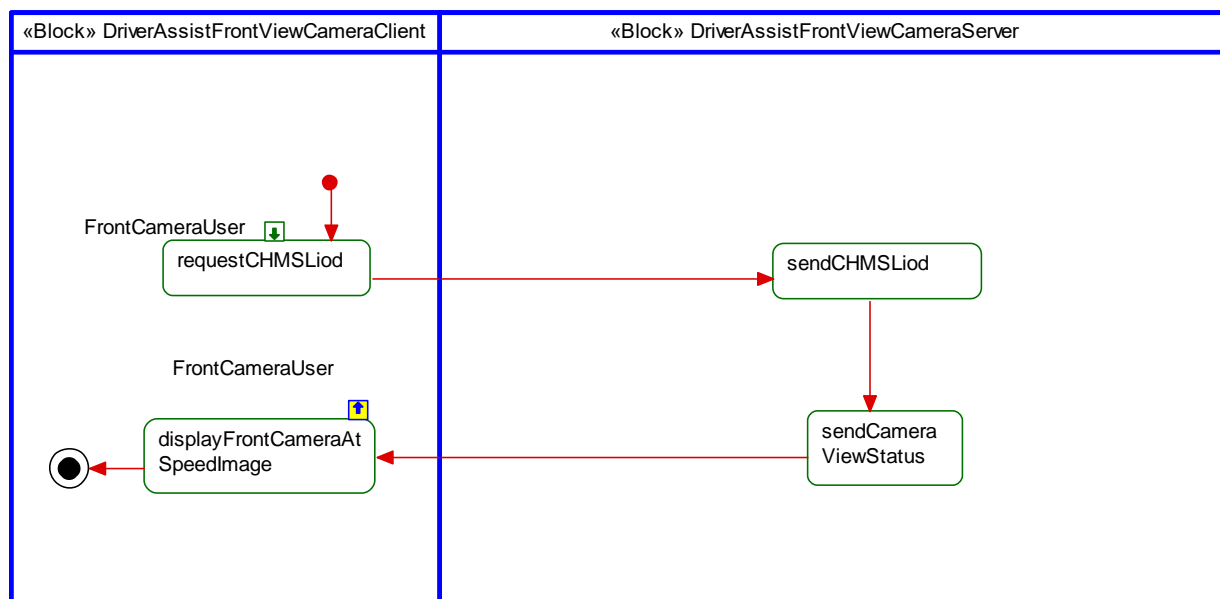 «Block» DriverAssistFrontViewCameraClient
«Block» DriverAssistFrontViewCameraServer
FrontCameraUser
requestCHMSLiod
sendCHMSLiod
FrontCameraUser
displayFrontCameraAt
SpeedImage
sendCamera
ViewStatus